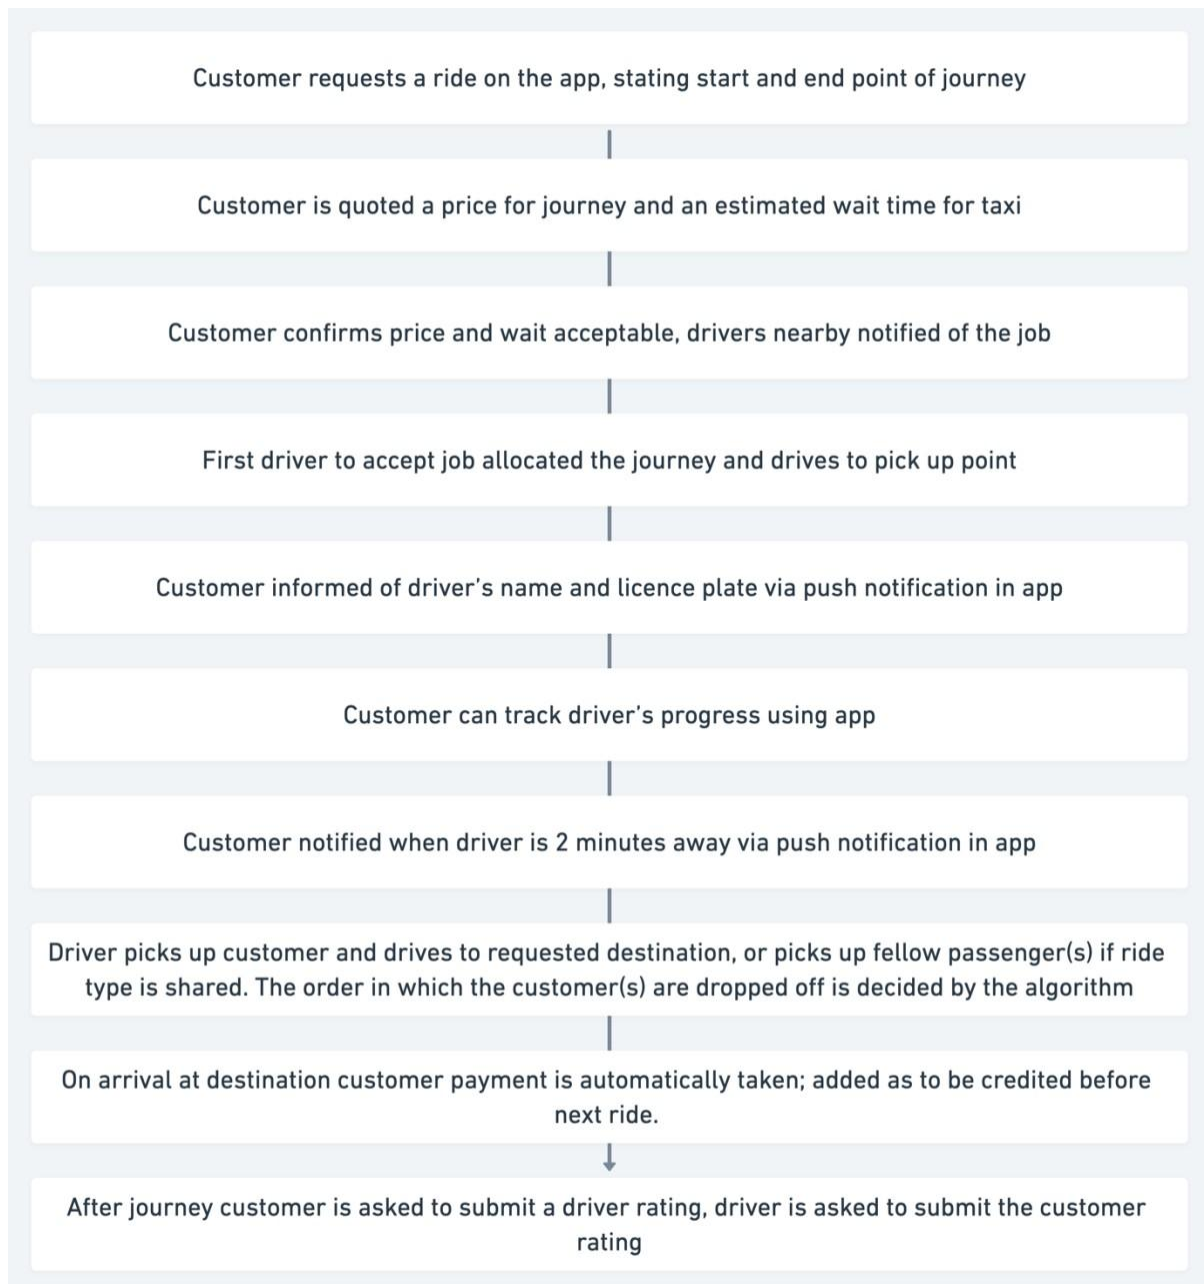 Customer requests a ride on the app, stating start and end point of journey
Customer is quoted a price for journey and an estimated wait time for taxi
Customer confirms price and wait acceptable, drivers nearby notified of the job
First driver to accept job allocated the journey and drives to pick up point
Customer informed of driver’s name and licence plate via push notification in app
Customer can track driver’s progress using app
Customer notified when driver is 2 minutes away via push notification in app
Driver picks up customer and drives to requested destination, or picks up fellow passenger(s) if ride
type is shared. The order in which the customer(s) are dropped off is decided by the algorithm
On arrival at destination customer payment is automatically taken; added as to be credited before
next ride.
After journey customer is asked to submit a driver rating, driver is asked to submit the customer
rating